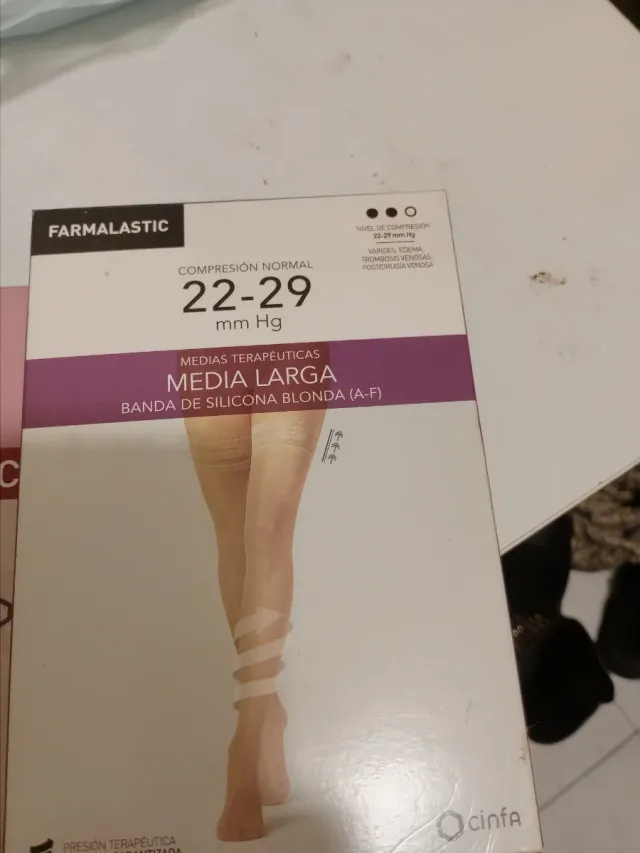 FARMALASTIC
NIVEL DE COMPRESIÓN
22-29 mm Hg
VARICES, EDEMA,
TROMBOSIS VENOSAS,
POSTCIRUGÍA VENOSA
COMPRESIÓN NORMAL
22-29
mm Hg
MEDIAS TERAPÉUTICAS
MEDIA LARGA
BANDA DE SILICONA BLONDA (A-F)
C
cinfa
PRESIÓN TERAPÉUTICA